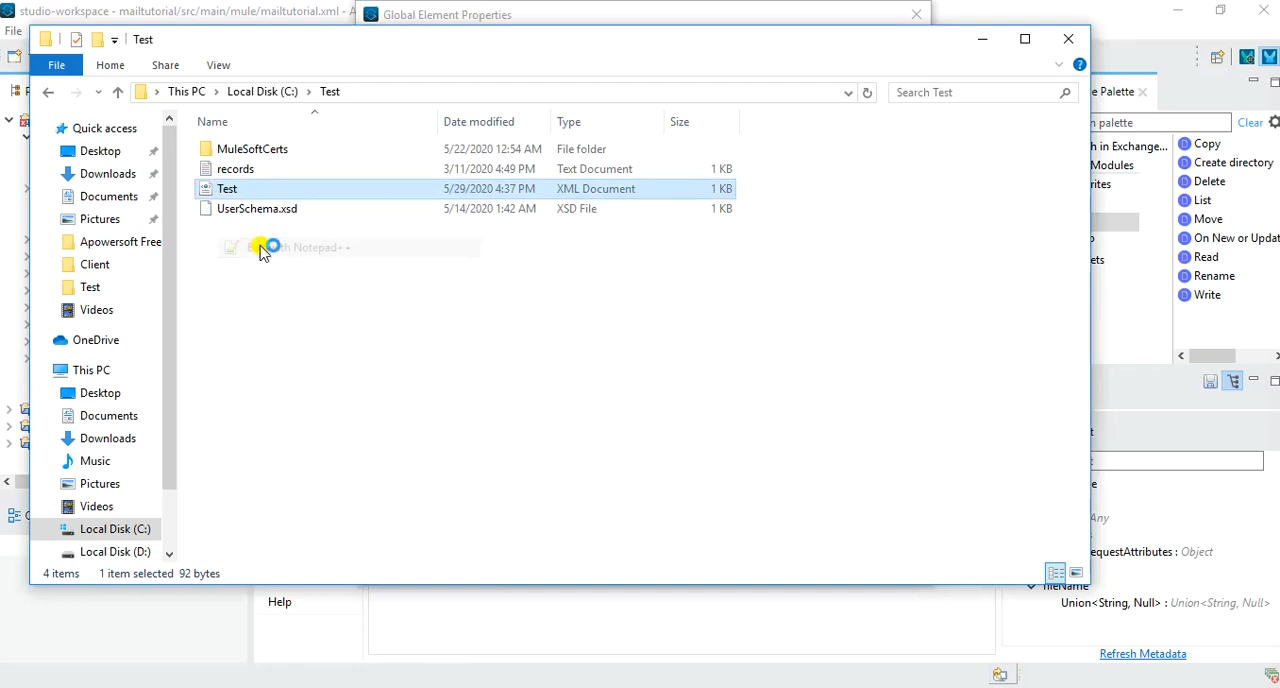 studio-workspace - mailtutorial/src/main/mule/mailtutorial.xml - A
Global Element Properties
File
Test
File Home Share View
This PC > Local Disk (C:) > Test
Search Test
e Palette
n palette
Clear
Name Date modified Type Size
MuleSoftCerts 5/22/2020 12:54 AM File folder
records 3/11/2020 4:49 PM Text Document 1 KB
Test 5/29/2020 4:37 PM XML Document 1 KB
UserSchema.xsd 5/14/2020 1:42 AM XSD File 1 KB
with Notepad++
Quick access
Desktop
Downloads
Documents
Pictures
Apowersoft Free
Client
Test
Videos
OneDrive
This PC
Desktop
Documents
Downloads
Music
Pictures
Videos
Local Disk (C:)
Local Disk (D:)
4 items 1 item selected 92 bytes
h in Exchange...
Modules
rites
ets
Copy
Create directory
Delete
List
Move
On New or Updat
Read
Rename
Write
Any
equestAttributes : Object
fileName
Union<String, Null> : Union<String, Null>
Refresh Metadata
Help